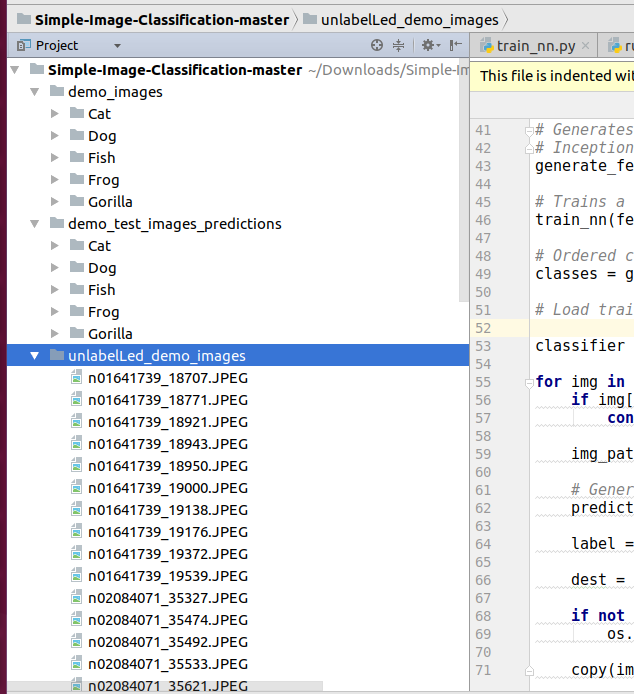 Simple-Image-Classification-master unlabelLed_demo_images
Project
train_nn.py
Simple-Image-Classification-master ~/Downloads/Simple-Im
This file is indented wit
demo_images
Cat
Dog
Fish
Frog
Gorilla
demo_test_images_predictions
Cat
Dog
Fish
Frog
Gorilla
unlabelLed_demo_images
n01641739_18707.JPEG
n01641739_18771.JPEG
n01641739_18921.JPEG
n01641739_18943.JPEG
n01641739_18950.JPEG
n01641739_19000.JPEG
n01641739_19138.JPEG
n01641739_19176.JPEG
n01641739_19372.JPEG
n01641739_19539.JPEG
n02084071_35327.JPEG
n02084071_35474.JPEG
n02084071_35492.JPEG
n02084071_35533.JPEG
n02084071_35621.JPEG
41 # Generates
42 # Inception
43 generate_fe
44
45 # Trains a
46 train_nn(fe
47
48 # Ordered c
49 classes = g
50
51 # Load trai
52
53 classifier
54
55 for img in
56 if img[
57 con
58
59 img_pat
60
61 # Gener
62 predict
63
64 label =
65
66 dest =
67
68 if not
69 os.
70
71 copy(im